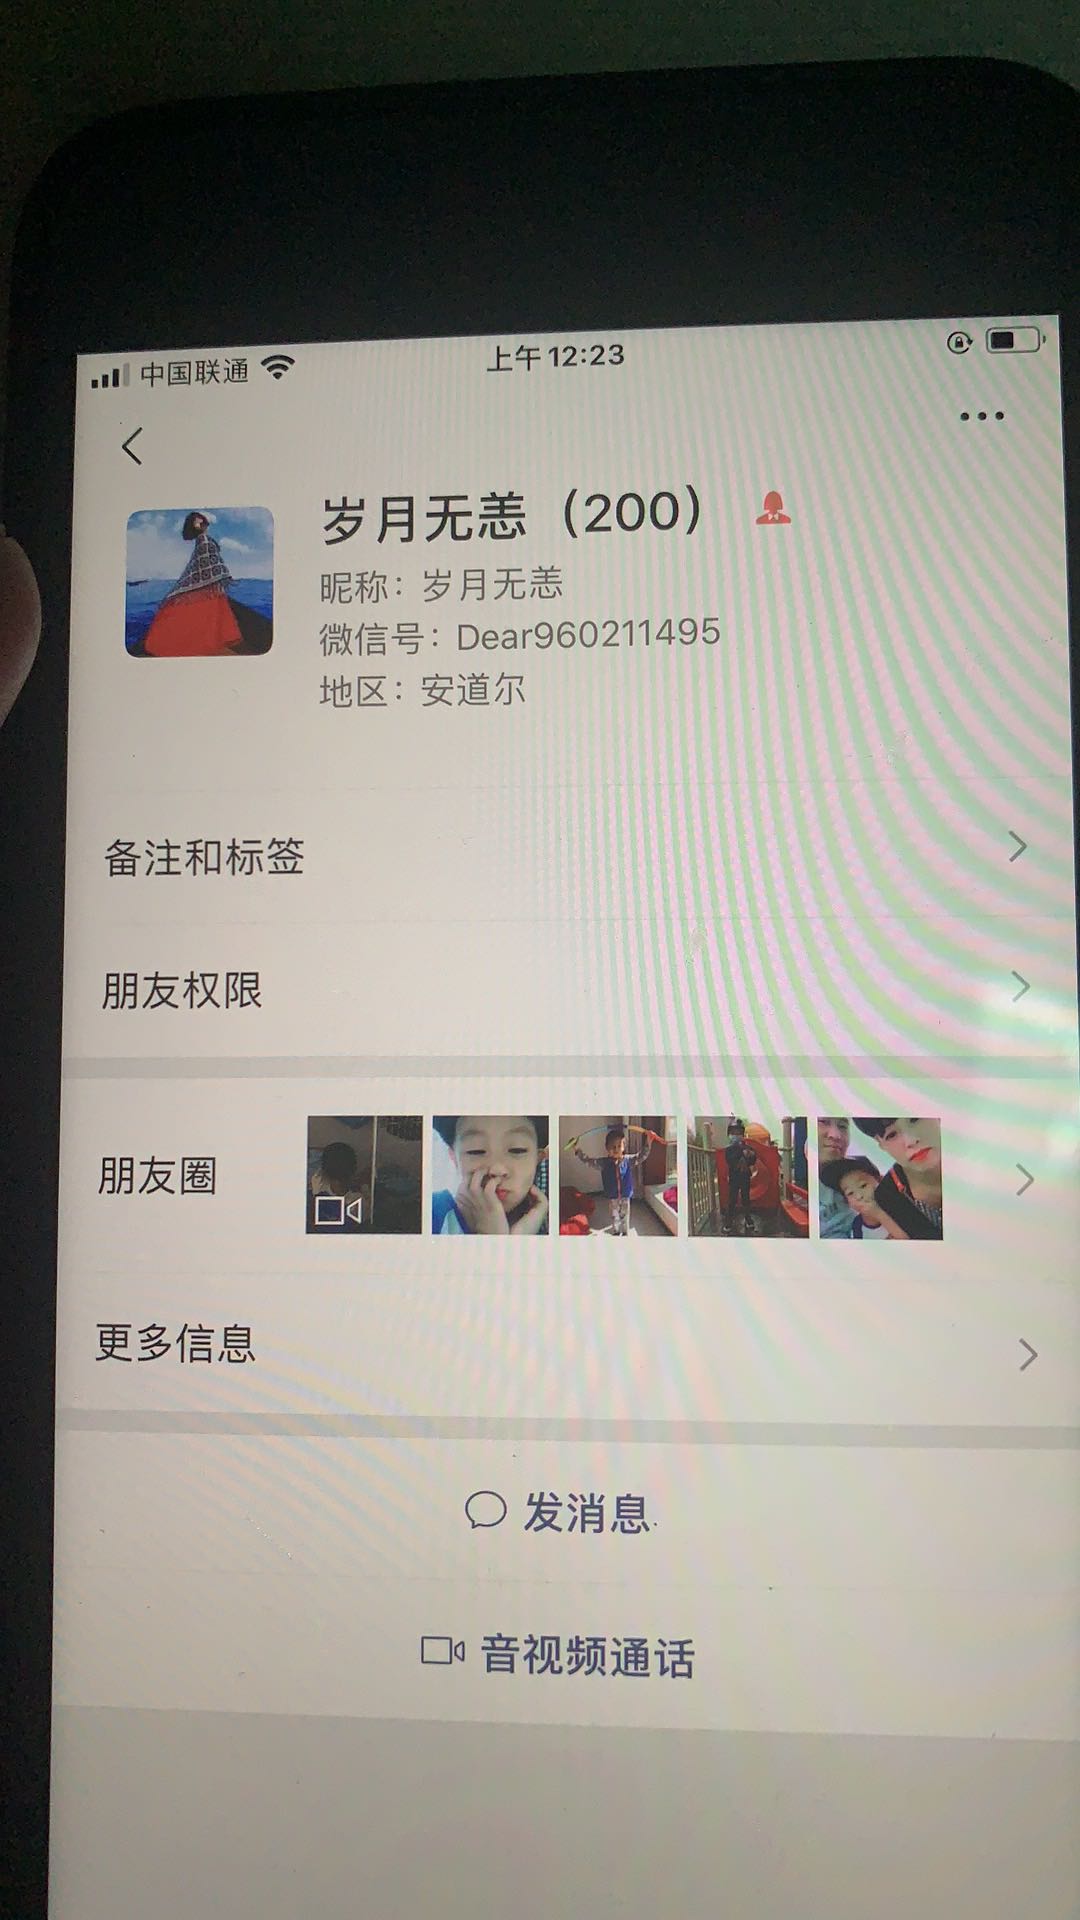 中国联通
上午12:23
岁月无恙（200）
昵称：岁月无恙
微信号：Dear960211495
地区：安道尔
备注和标签
朋友权限
朋友圈
更多信息
发消息
音视频通话